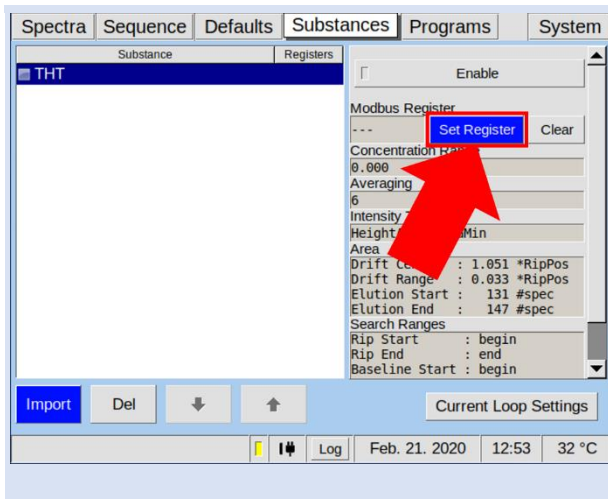 Spectra Sequence Defaults Substances Programs System
Substance Registers
THT
Enable
Modbus Register
--- Set Register Clear
Concentration
0.000
Averaging
6
Intensity
Height Min
Area
Drift : 1.051 *RipPos
Drift Range : 0.033 *RipPos
Elution Start : 131 #spec
Elution End : 147 #spec
Search Ranges
Rip Start : begin
Rip End : end
Baseline Start : begin
Import Del Current Loop Settings
Log Feb. 21. 2020 12:53 32 °C